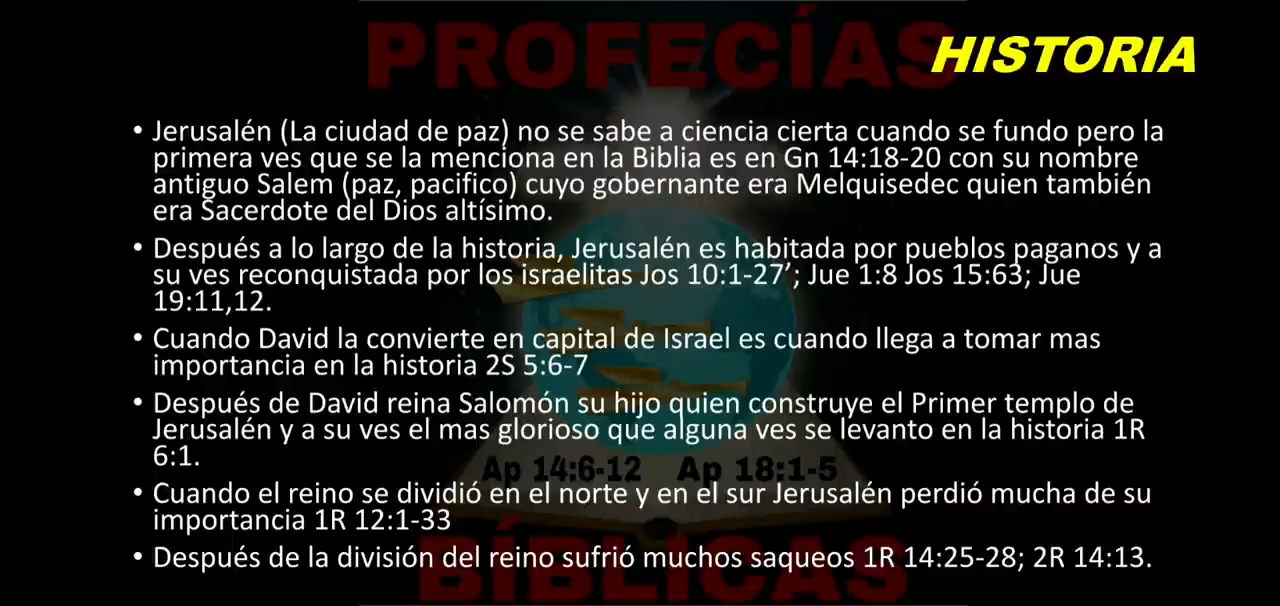 PROFECÍAS
HISTORIA
• Jerusalén (La ciudad de paz) no se sabe a ciencia cierta cuando se fundo pero la
primera ves que se la menciona en la Biblia es en Gn 14:18-20 con su nombre
antiguo Salem (paz, pacifico) cuyo gobernante era Melquisedec quien también
era Sacerdote del Dios altísimo.
• Después a lo largo de la historia, Jerusalén es habitada por pueblos paganos y a
su ves reconquistada por los israelitas Jos 10:1-27’; Jue 1:8 Jos 15:63; Jue
19:11,12.
• Cuando David la convierte en capital de Israel es cuando llega a tomar mas
importancia en la historia 2S 5:6-7
• Después de David reina Salomón su hijo quien construye el Primer templo de
Jerusalén y a su ves el mas glorioso que alguna ves se levanto en la historia 1R
6:1.
Ap 14:6-12 Ap 18:1-5
• Cuando el reino se dividió en el norte y en el sur Jerusalén perdió mucha de su
importancia 1R 12:1-33
• Después de la división del reino sufrió muchos saqueos 1R 14:25-28; 2R 14:13.
BÍBLICAS